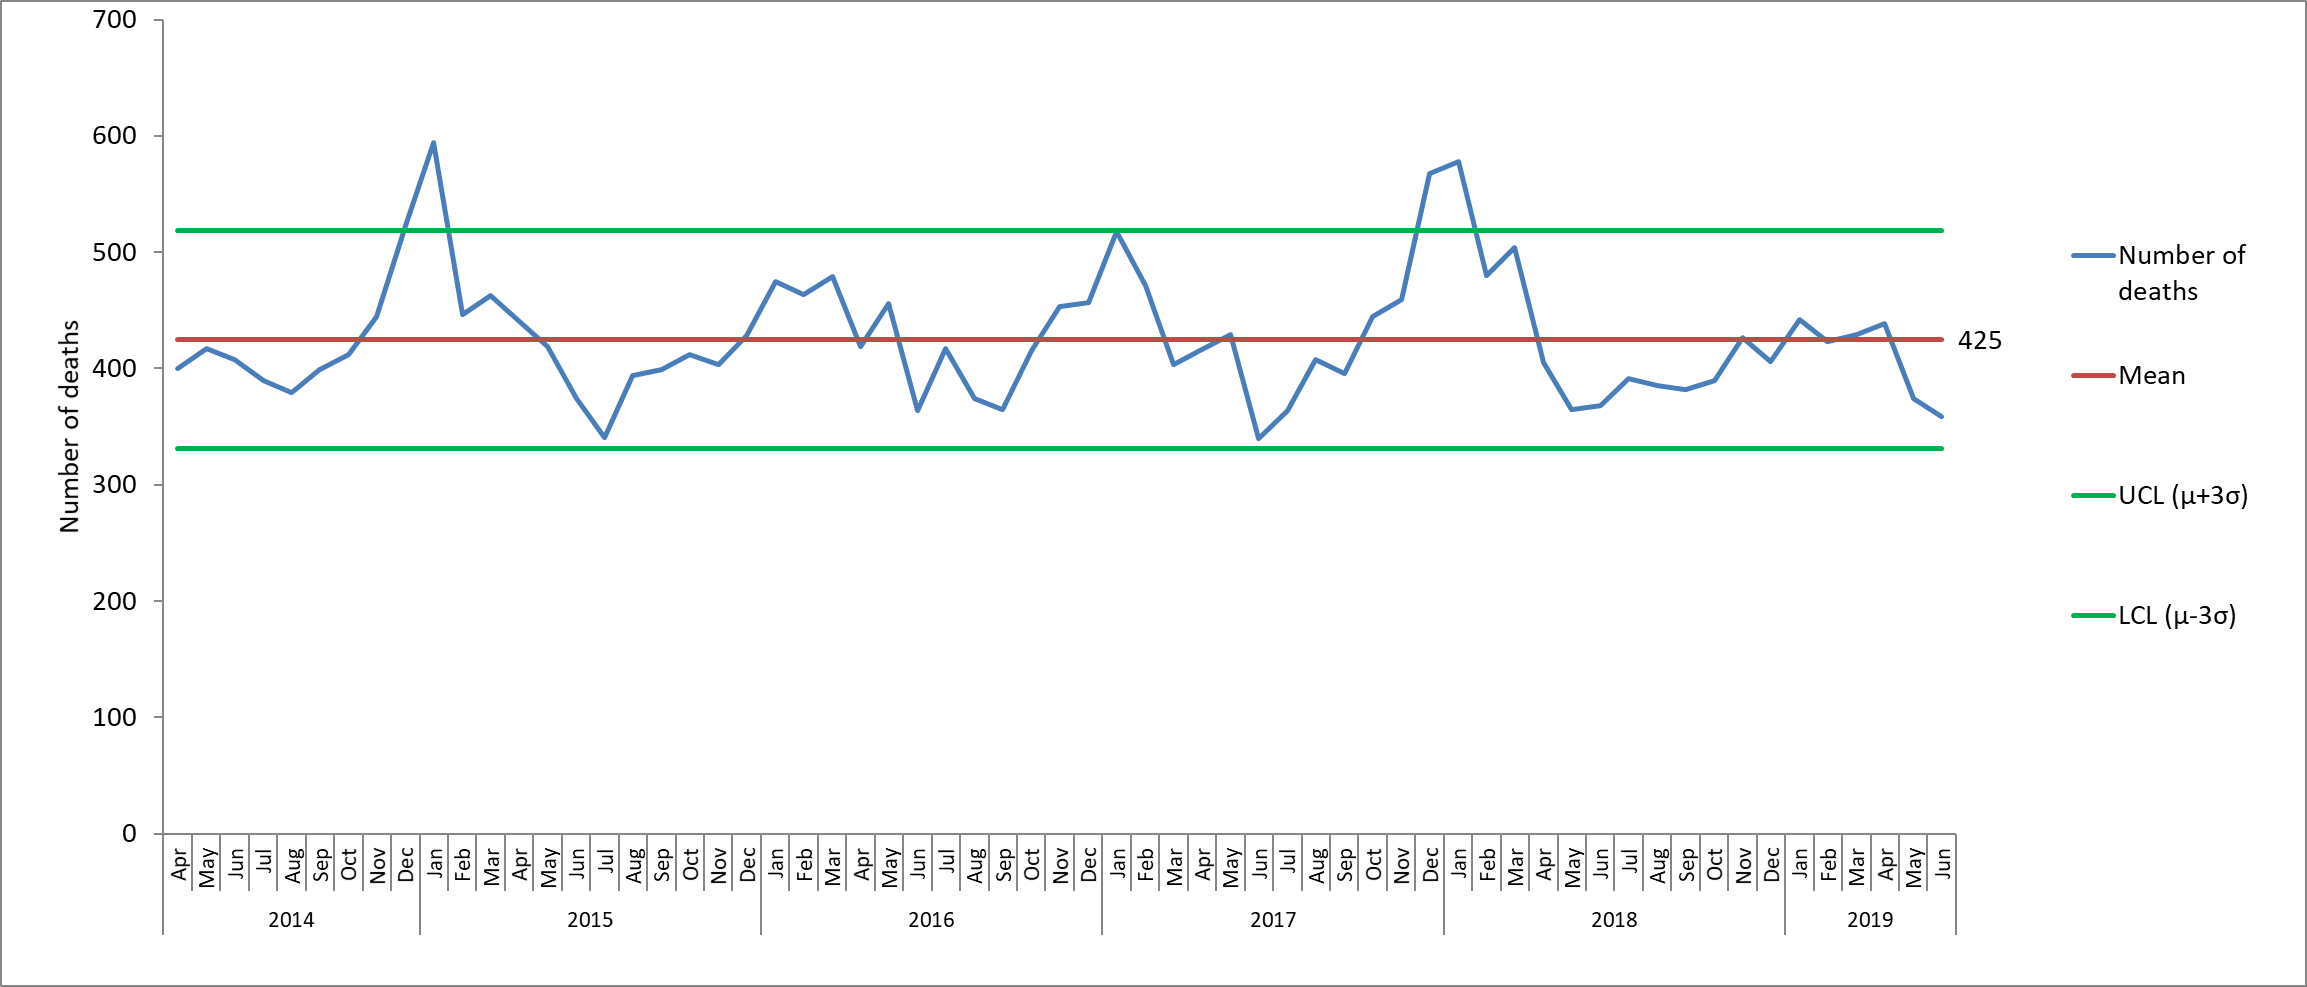 700
600
500
400
300
200
100
0
Number of deaths
425
Number of
deaths
Mean
UCL (μ+3σ)
LCL (μ-3σ)
Apr May Jun Jul Aug Sep Oct Nov Dec Jan Feb Mar Apr May Jun Jul Aug Sep Oct Nov Dec Jan Feb Mar Apr May Jun Jul Aug Sep Oct Nov Dec Jan Feb Mar Apr May Jun Jul Aug Sep Oct Nov Dec Jan Feb Mar Apr May Jun Jul Aug Sep Oct Nov Dec Jan Feb Mar Apr May Jun
2014 2015 2016 2017 2018 2019